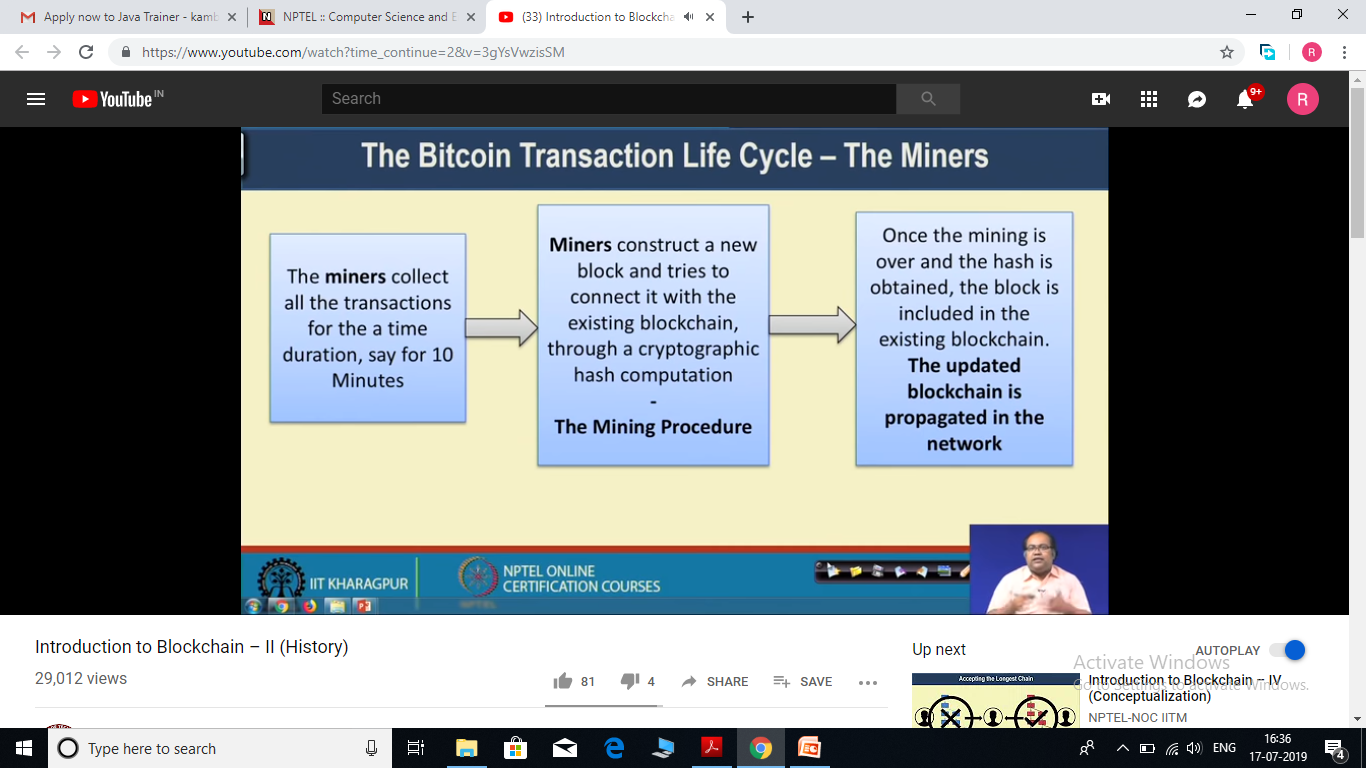 Apply now to Java Trainer - kamb
NPTEL :: Computer Science and E
(33) Introduction to Blockcha
https://www.youtube.com/watch?time_continue=2&v=3gYsVwzisSM
R
YouTube IN
Search
9+
R
The Bitcoin Transaction Life Cycle – The Miners
The miners collect
all the transactions
for the a time
duration, say for 10
Minutes
Miners construct a new
block and tries to
connect it with the
existing blockchain,
through a cryptographic
hash computation
-
The Mining Procedure
Once the mining is
over and the hash is
obtained, the block is
included in the
existing blockchain.
The updated
blockchain is
propagated in the
network
IIT KHARAGPUR
NPTEL ONLINE
CERTIFICATION COURSES
Introduction to Blockchain – II (History)
29,012 views
81
4
SHARE
SAVE
Up next
AUTOPLAY
Activate Windows
Go to Settings to activate Windows.
Accepting the Longest Chain
Introduction to Blockchain – IV
(Conceptualization)
NPTEL-NOC IITM
Type here to search
ENG
16:36
17-07-2019
4